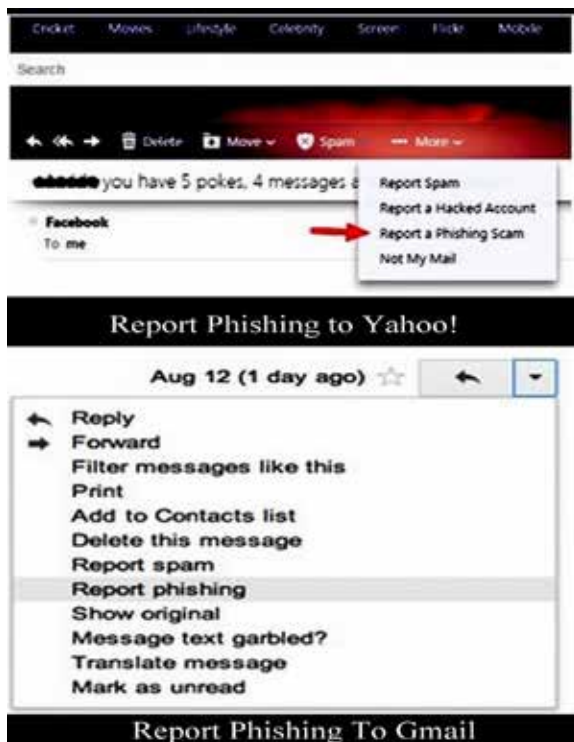 Cricket Movies Lifestyle Celebrity Screen Flickr Mobile
Search
Delete Move Spam More
you have 5 pokes, 4 messages a
Report Spam
Report a Hacked Account
Report a Phishing Scam
Not My Mail
Facebook
To me
Report Phishing to Yahoo!
Aug 12 (1 day ago)
Reply
Forward
Filter messages like this
Print
Add to Contacts list
Delete this message
Report spam
Report phishing
Show original
Message text garbled?
Translate message
Mark as unread
Report Phishing To Gmail